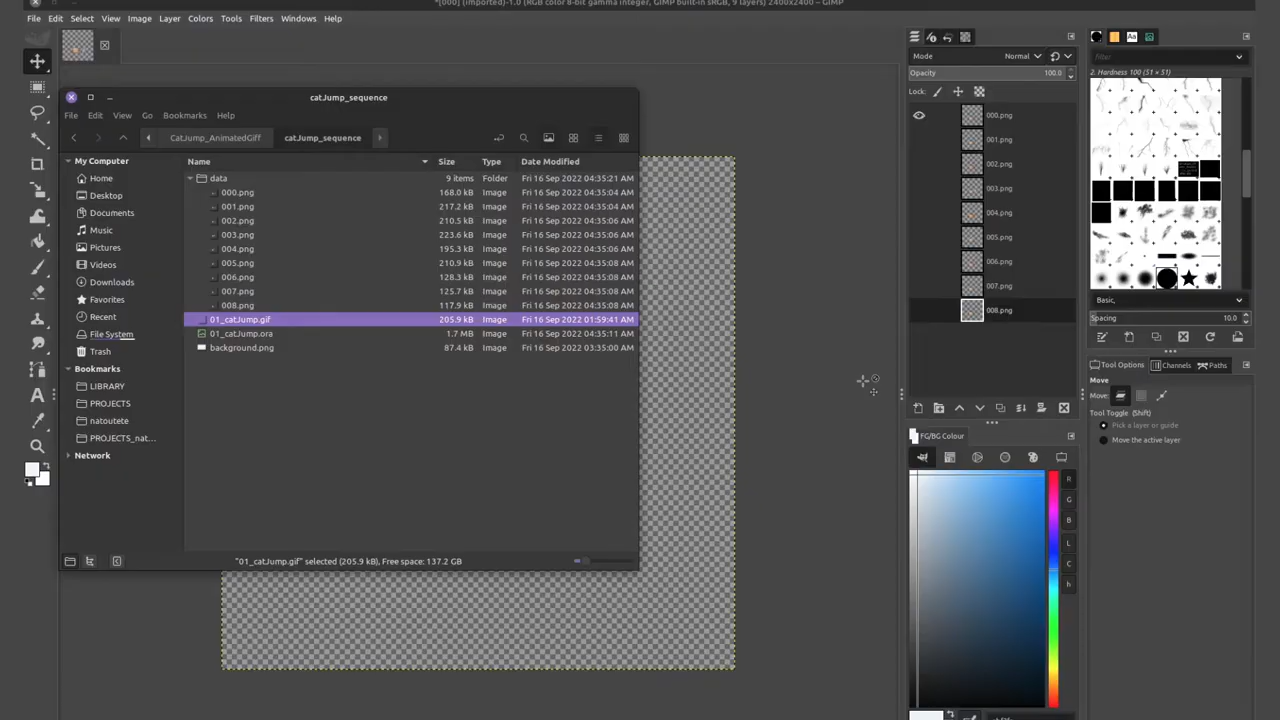 *[000] (imported)-1.0 (RGB color 8-bit gamma integer, GIMP built-in sRGB, 9 layers) 2400x2400 – GIMP
File Edit Select View Image Layer Colors Tools Filters Windows Help
catJump_sequence
File Edit View Go Bookmarks Help
CatJump_AnimatedGiff catJump_sequence
My Computer
Home
Desktop
Documents
Music
Pictures
Videos
Downloads
Favorites
Recent
File System
Trash
Bookmarks
LIBRARY
PROJECTS
natoutete
PROJECTS_nat...
Network
Name Size Type Date Modified
data 9 items Folder Fri 16 Sep 2022 04:35:21 AM
000.png 168.0 kB Image Fri 16 Sep 2022 04:35:04 AM
001.png 217.2 kB Image Fri 16 Sep 2022 04:35:04 AM
002.png 210.5 kB Image Fri 16 Sep 2022 04:35:06 AM
003.png 223.6 kB Image Fri 16 Sep 2022 04:35:06 AM
004.png 195.3 kB Image Fri 16 Sep 2022 04:35:06 AM
005.png 210.9 kB Image Fri 16 Sep 2022 04:35:08 AM
006.png 128.3 kB Image Fri 16 Sep 2022 04:35:08 AM
007.png 125.7 kB Image Fri 16 Sep 2022 04:35:08 AM
008.png 117.9 kB Image Fri 16 Sep 2022 04:35:08 AM
01_catJump.gif 205.9 kB Image Fri 16 Sep 2022 01:59:41 AM
01_catJump.ora 1.7 MB Image Fri 16 Sep 2022 04:35:11 AM
background.png 87.4 kB Image Fri 16 Sep 2022 03:35:00 AM
"01_catJump.gif" selected (205.9 kB), Free space: 137.2 GB
Mode Normal
Opacity 100.0
Lock:
000.png
001.png
002.png
003.png
004.png
005.png
006.png
007.png
008.png
FG/BG Colour
R
G
B
L
C
h
Aa
Filter
2. Hardness 100 (51 × 51)
Basic,
Spacing 10.0
Tool Options Channels Paths
Move
Move:
Tool Toggle (Shift)
Pick a layer or guide
Move the active layer